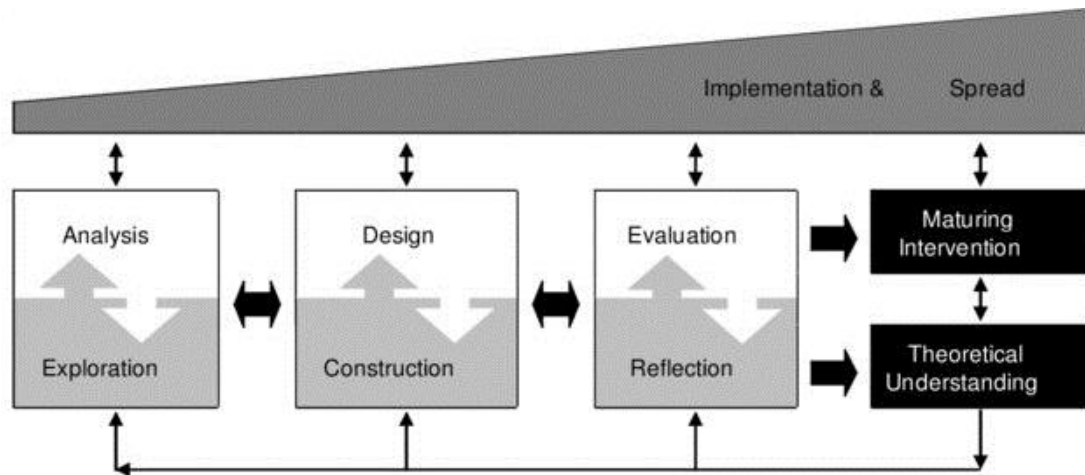 Implementation & Spread
Analysis
Exploration
Design
Construction
Evaluation
Reflection
Maturing
Intervention
Theoretical
Understanding